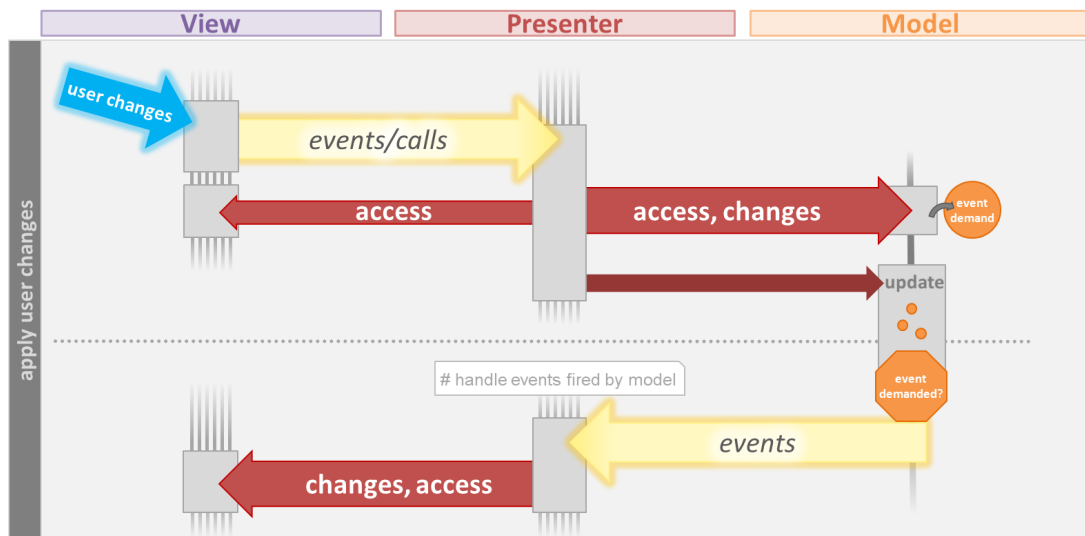 View
Presenter
Model
apply user changes
user changes
events/calls
access
access, changes
event
demand
update
# handle events fired by model
event
demanded?
events
changes, access